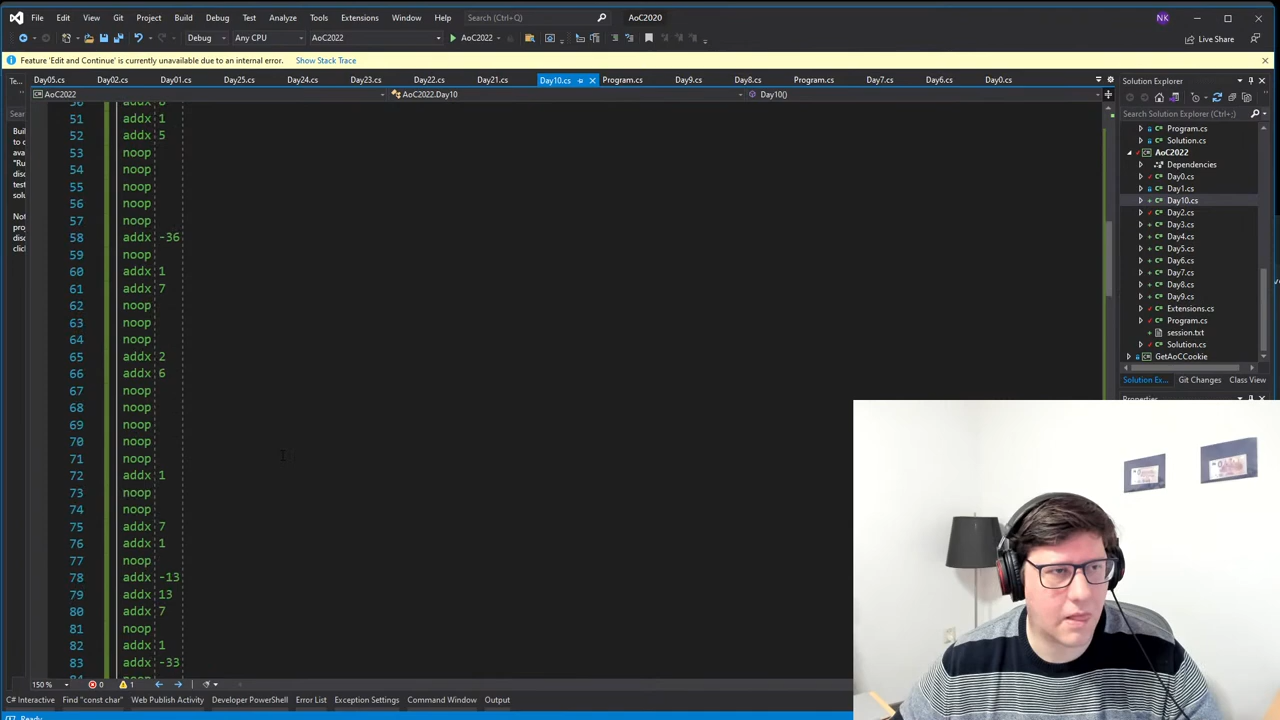 File Edit View Git Project Build Debug Test Analyze Tools Extensions Window Help Search (Ctrl+Q) AoC2020 NK
Debug Any CPU AoC2022 AoC2022 Live Share
Feature 'Edit and Continue' is currently unavailable due to an internal error. Show Stack Trace
Te...
Day05.cs Day02.cs Day01.cs Day25.cs Day24.cs Day23.cs Day22.cs Day21.cs Day10.cs Program.cs Day9.cs Day8.cs Program.cs Day7.cs Day6.cs Day0.cs
AoC2022 AoC2022.Day10 Day10()
Sear
51 addx 1
52 addx 5
53 noop
54 noop
55 noop
56 noop
57 noop
58 addx -36
59 noop
60 addx 1
61 addx 7
62 noop
63 noop
64 noop
65 addx 2
66 addx 6
67 noop
68 noop
69 noop
70 noop
71 noop
72 addx 1
73 noop
74 noop
75 addx 7
76 addx 1
77 noop
78 addx -13
79 addx 13
80 addx 7
81 noop
82 addx 1
83 addx -33
150 % 0 1
C# Interactive Find "const char" Web Publish Activity Developer PowerShell Error List Exception Settings Command Window Output
Ready
Solution Explorer
Search Solution Explorer (Ctrl+;)
Program.cs
Solution.cs
AoC2022
Dependencies
Day0.cs
Day1.cs
Day10.cs
Day2.cs
Day3.cs
Day4.cs
Day5.cs
Day6.cs
Day7.cs
Day8.cs
Day9.cs
Extensions.cs
Program.cs
session.txt
Solution.cs
GetAoCCookie
Solution Ex... Git Changes Class View
Properties